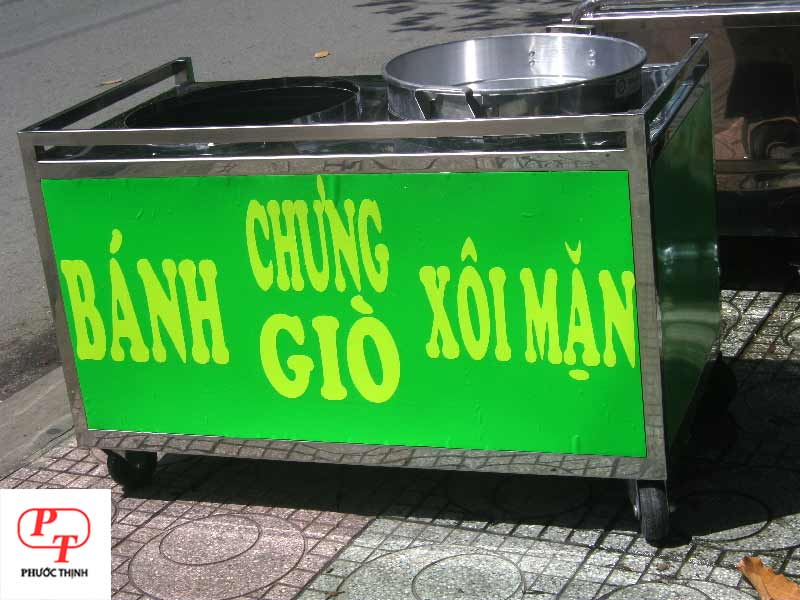 BÁNH
CHƯNG
GIÒ
XÔI MẶN
PT
PHƯỚC THỊNH